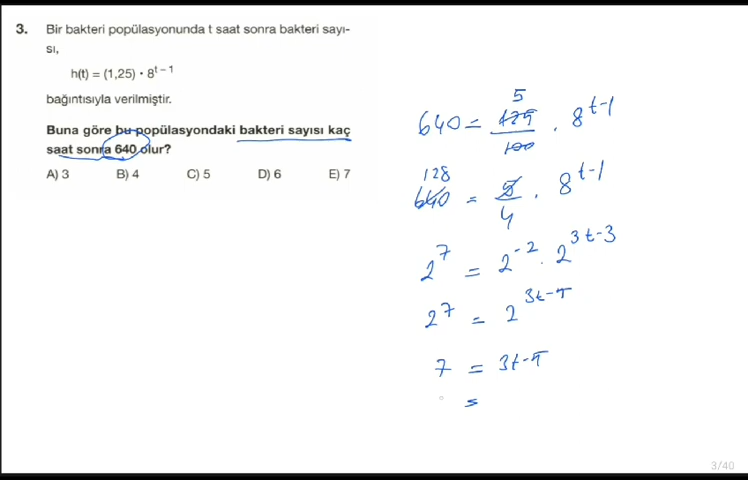 3. Bir bakteri popülasyonunda t saat sonra bakteri sayı-
sı,
h(t) = (1,25) · 8^{t-1}
bağıntısıyla verilmiştir.
Buna göre bu popülasyondaki bakteri sayısı kaç
saat sonra 640 olur?
A) 3 B) 4 C) 5 D) 6 E) 7
5
640 = 125/100 . 8^{t-1}
128
640 = 5/4 . 8^{t-1}
2^7 = 2^{-2} . 2^{3t-3}
2^7 = 2^{3t-5}
7 = 3t-5
=
3/40